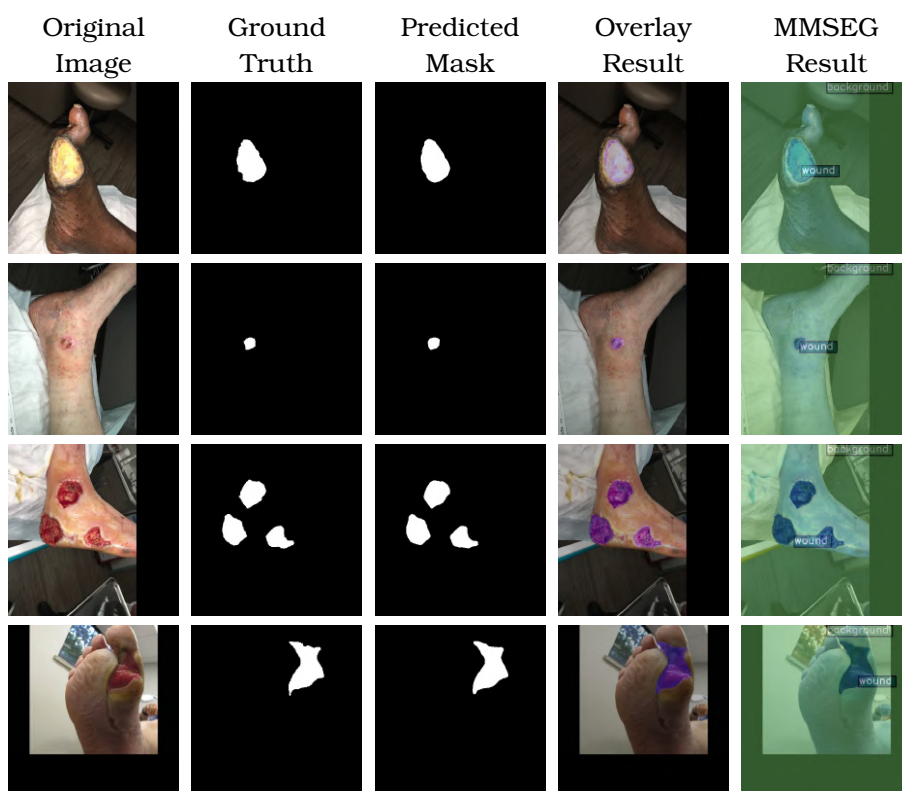 Original Ground Predicted Overlay MMSEG
Image Truth Mask Result Result
background
wound
background
wound
background
wound
background
wound